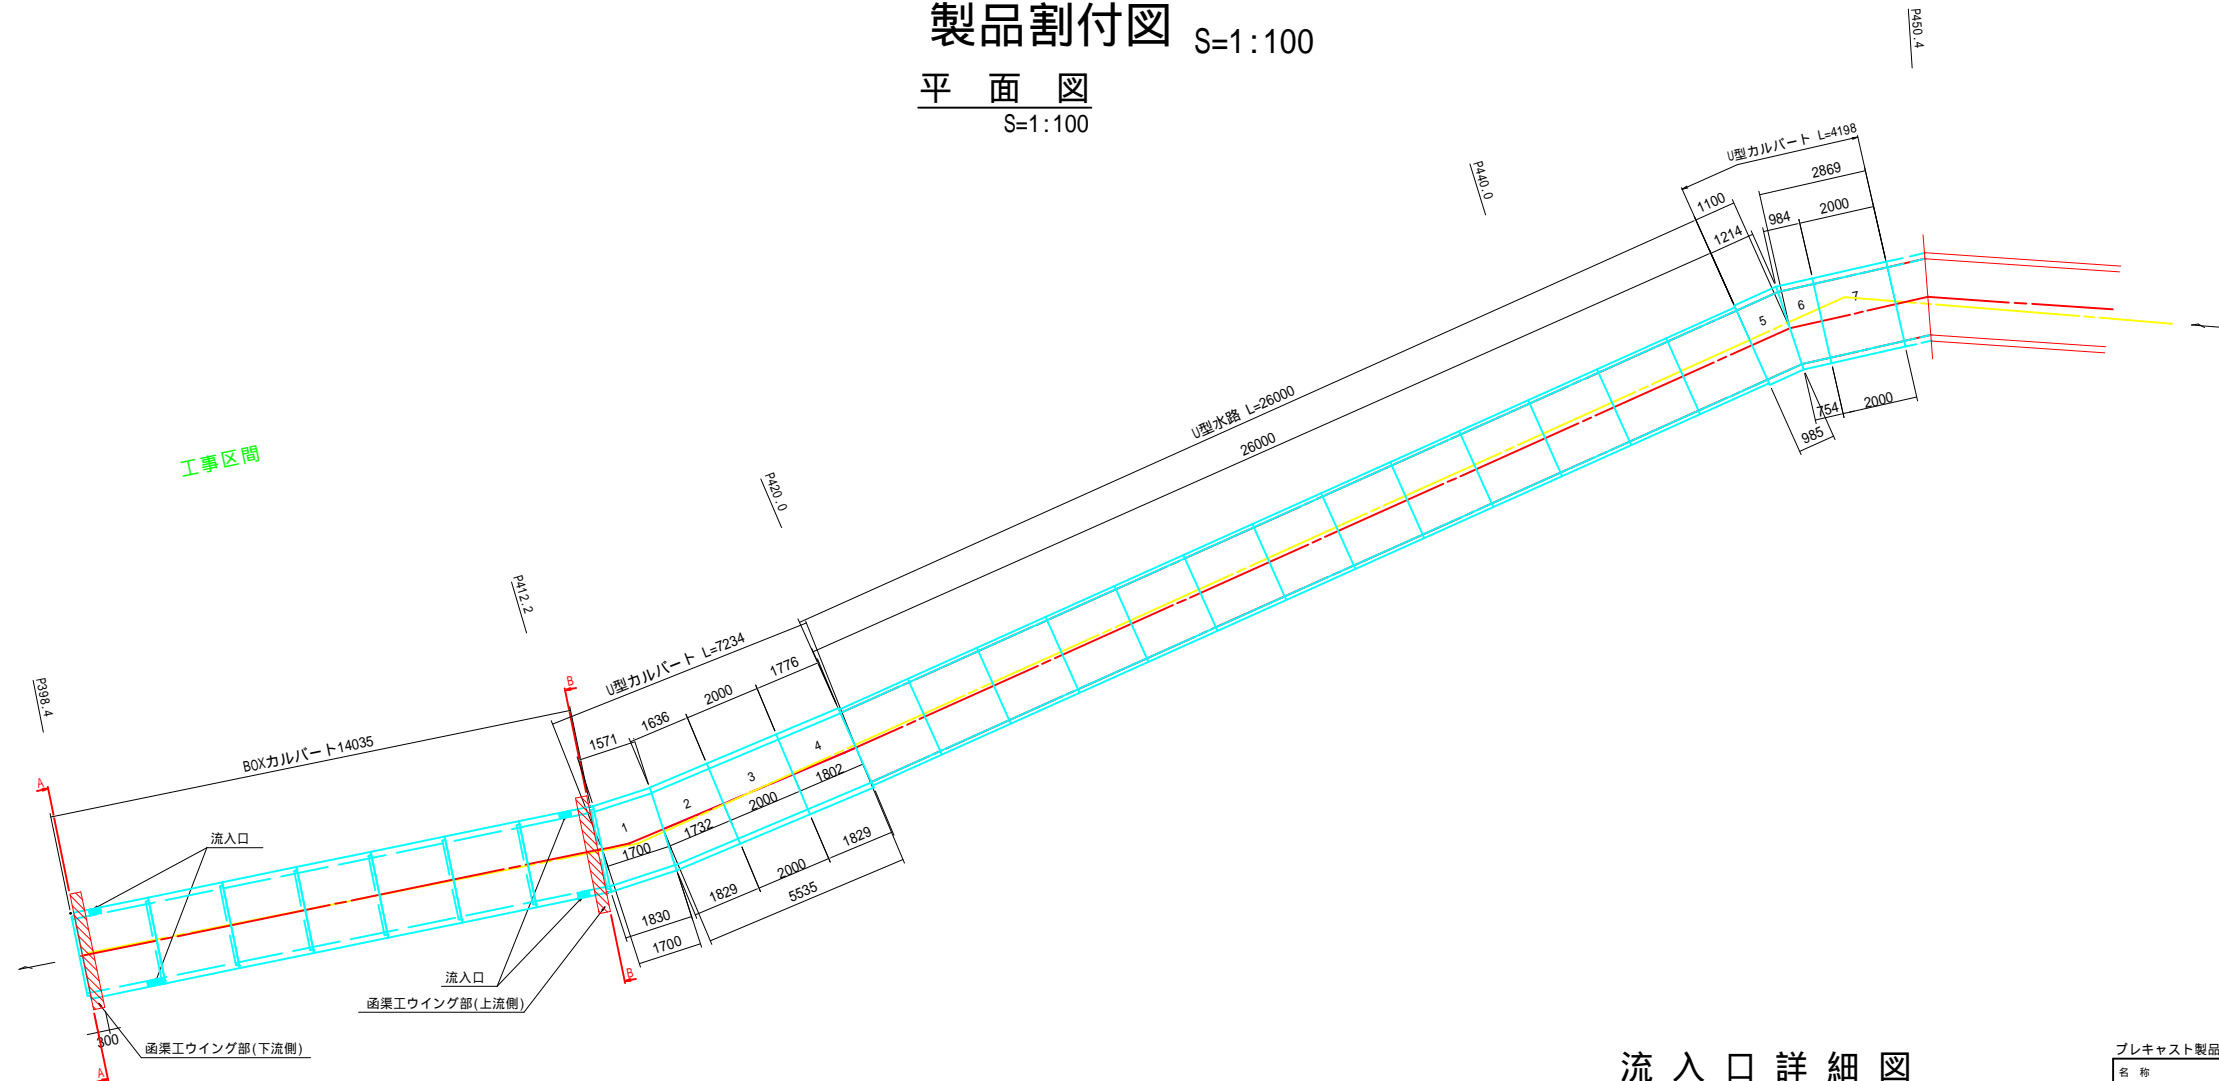 製品割付図 S=1:100
平 面 図
S=1:100
P450.4
P440.0
P420.0
P412.2
P398.4
工事区間
U型カルバート L=4198
2869
1100
984
2000
1214
5
6
7
754
2000
985
U型水路 L=26000
26000
U型カルバート L=7234
1776
2000
1636
1571
1
2
3
4
1802
2000
1732
1700
1829
2000
1829
5535
1830
1700
B
B
BOXカルバート14035
A
A
流入口
流入口
函渠工ウイング部(上流側)
函渠工ウイング部(下流側)
300
流 入 口 詳 細 図
プレキャスト製品
名 称